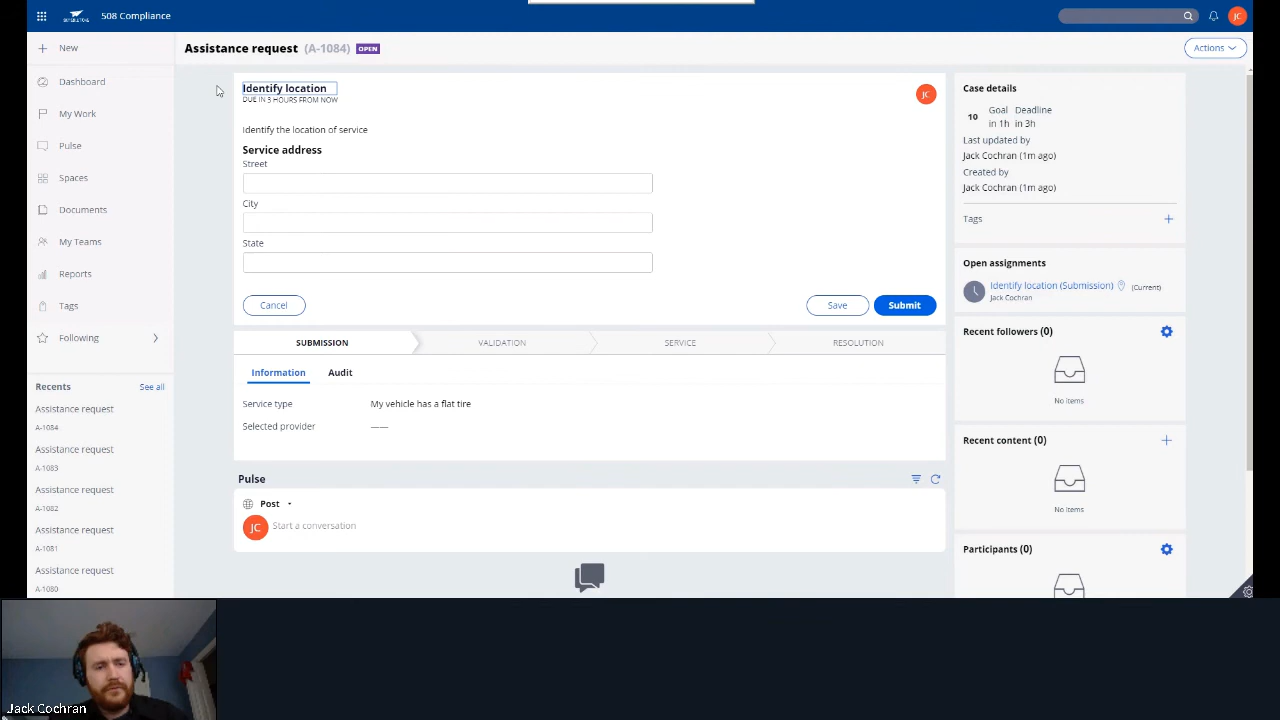 508 Compliance
JC
New
Assistance request (A-1084) OPEN
Actions
Dashboard
My Work
Pulse
Spaces
Documents
My Teams
Reports
Tags
Following
Recents See all
Assistance request
A-1084
Assistance request
A-1083
Assistance request
A-1082
Assistance request
A-1081
Assistance request
A-1080
Identify location
DUE IN 3 HOURS FROM NOW
JC
Identify the location of service
Service address
Street
City
State
Cancel Save Submit
SUBMISSION VALIDATION SERVICE RESOLUTION
Information Audit
Service type My vehicle has a flat tire
Selected provider ——
Pulse
Post
JC Start a conversation
Case details
10 Goal Deadline
in 1h in 3h
Last updated by
Jack Cochran (1m ago)
Created by
Jack Cochran (1m ago)
Tags
Open assignments
Identify location (Submission) (Current)
Jack Cochran
Recent followers (0)
No items
Recent content (0)
No items
Participants (0)
Jack Cochran